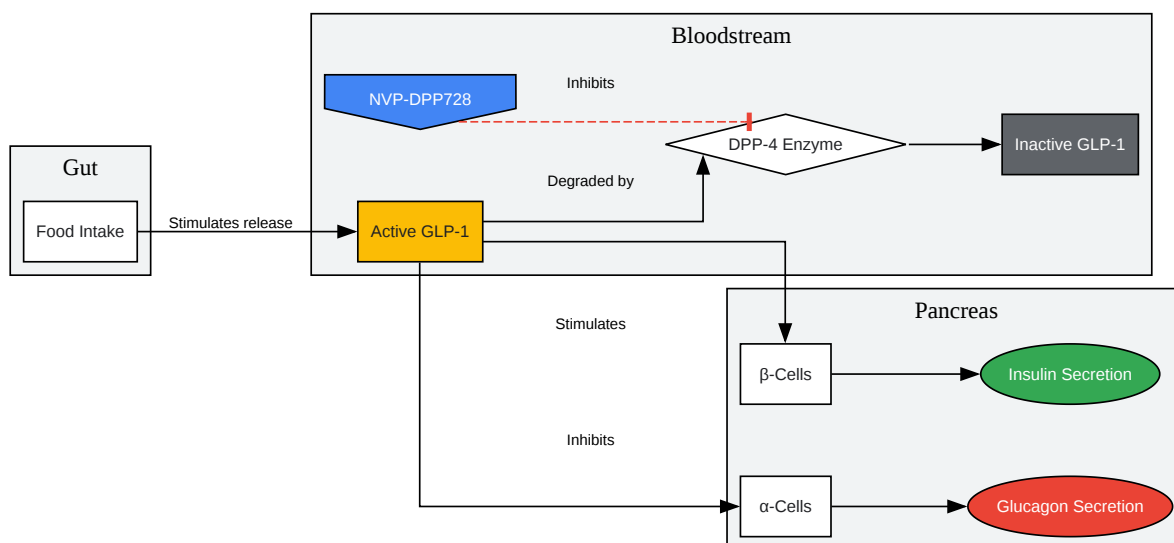 Bloodstream
NVP-DPP728
Inhibits
DPP-4 Enzyme
Inactive GLP-1
Gut
Degraded by
Food Intake
Stimulates release
Active GLP-1
Pancreas
Stimulates
β-Cells
Insulin Secretion
Inhibits
α-Cells
Glucagon Secretion